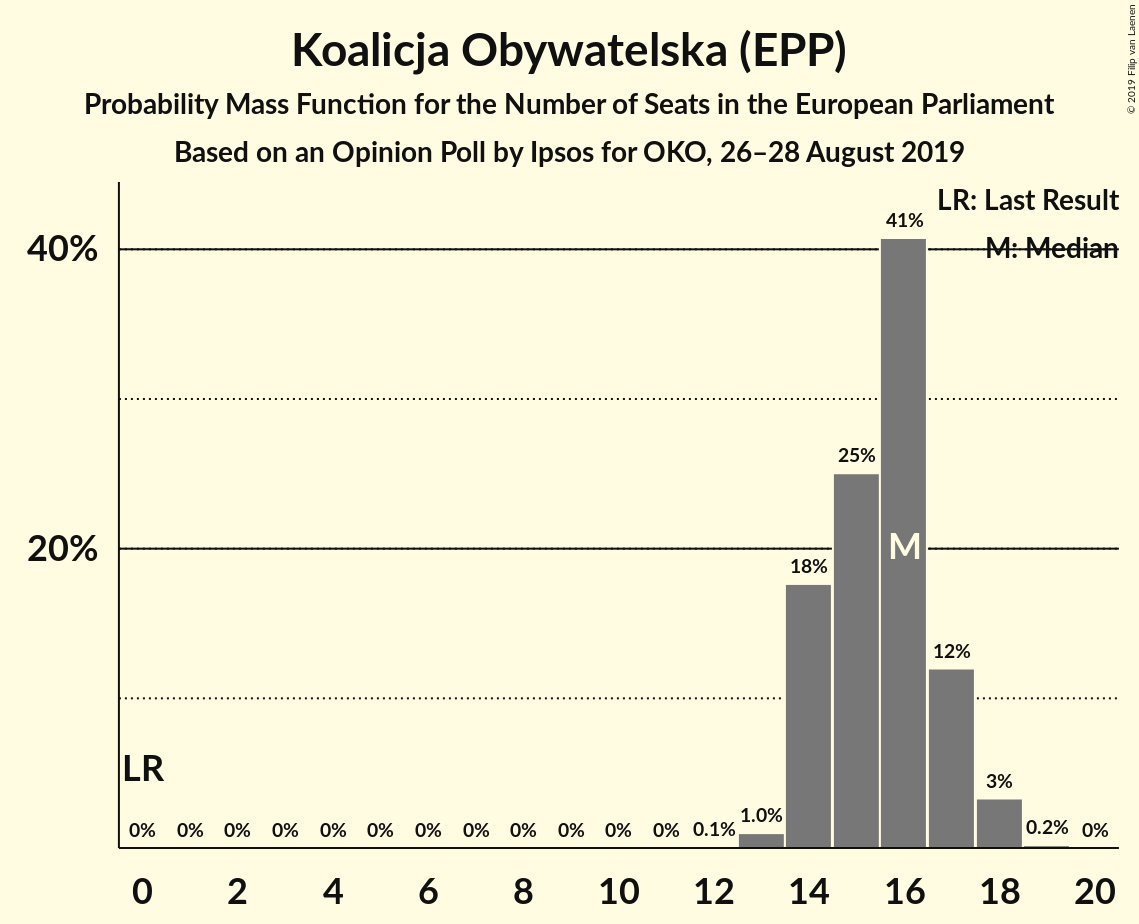 Koalicja Obywatelska (EPP)
Probability Mass Function for the Number of Seats in the European Parliament
Based on an Opinion Poll by Ipsos for OKO, 26–28 August 2019
© 2019 Filip van Laenen
LR: Last Result
M: Median
40%
20%
41%
25%
M
18%
12%
LR
3%
0% 0% 0% 0% 0% 0% 0% 0% 0% 0% 0% 0% 0.1% 1.0% 0.2% 0%
0 2 4 6 8 10 12 14 16 18 20